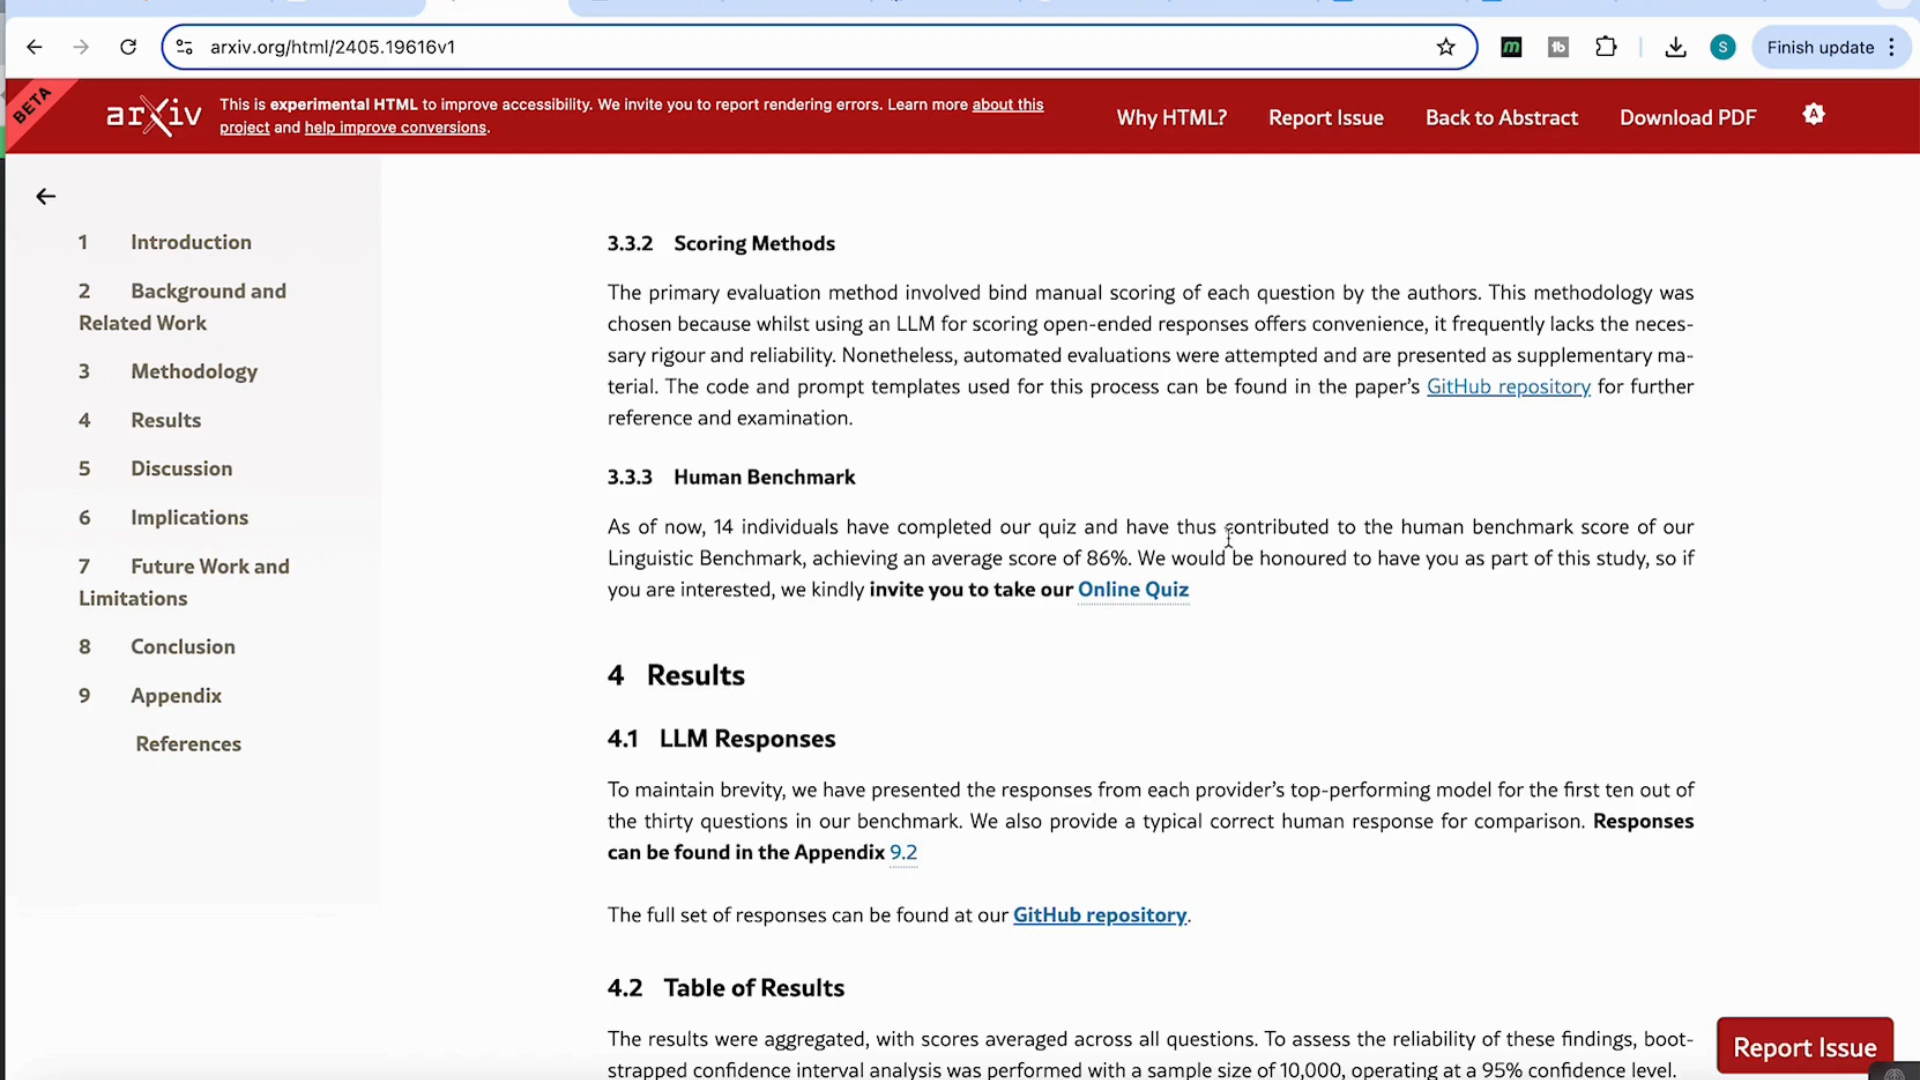 arxiv.org/html/2405.19616v1
S
Finish update
BETA
arXiv
This is experimental HTML to improve accessibility. We invite you to report rendering errors. Learn more about this
project and help improve conversions.
Why HTML?
Report Issue
Back to Abstract
Download PDF
A
1 Introduction
2 Background and
Related Work
3 Methodology
4 Results
5 Discussion
6 Implications
7 Future Work and
Limitations
8 Conclusion
9 Appendix
References
3.3.2 Scoring Methods
The primary evaluation method involved bind manual scoring of each question by the authors. This methodology was
chosen because whilst using an LLM for scoring open-ended responses offers convenience, it frequently lacks the neces-
sary rigour and reliability. Nonetheless, automated evaluations were attempted and are presented as supplementary ma-
terial. The code and prompt templates used for this process can be found in the paper's GitHub repository for further
reference and examination.
3.3.3 Human Benchmark
As of now, 14 individuals have completed our quiz and have thus contributed to the human benchmark score of our
Linguistic Benchmark, achieving an average score of 86%. We would be honoured to have you as part of this study, so if
you are interested, we kindly invite you to take our Online Quiz
4 Results
4.1 LLM Responses
To maintain brevity, we have presented the responses from each provider's top-performing model for the first ten out of
the thirty questions in our benchmark. We also provide a typical correct human response for comparison. Responses
can be found in the Appendix 9.2
The full set of responses can be found at our GitHub repository.
4.2 Table of Results
The results were aggregated, with scores averaged across all questions. To assess the reliability of these findings, boot-
strapped confidence interval analysis was performed with a sample size of 10,000, operating at a 95% confidence level.
Report Issue